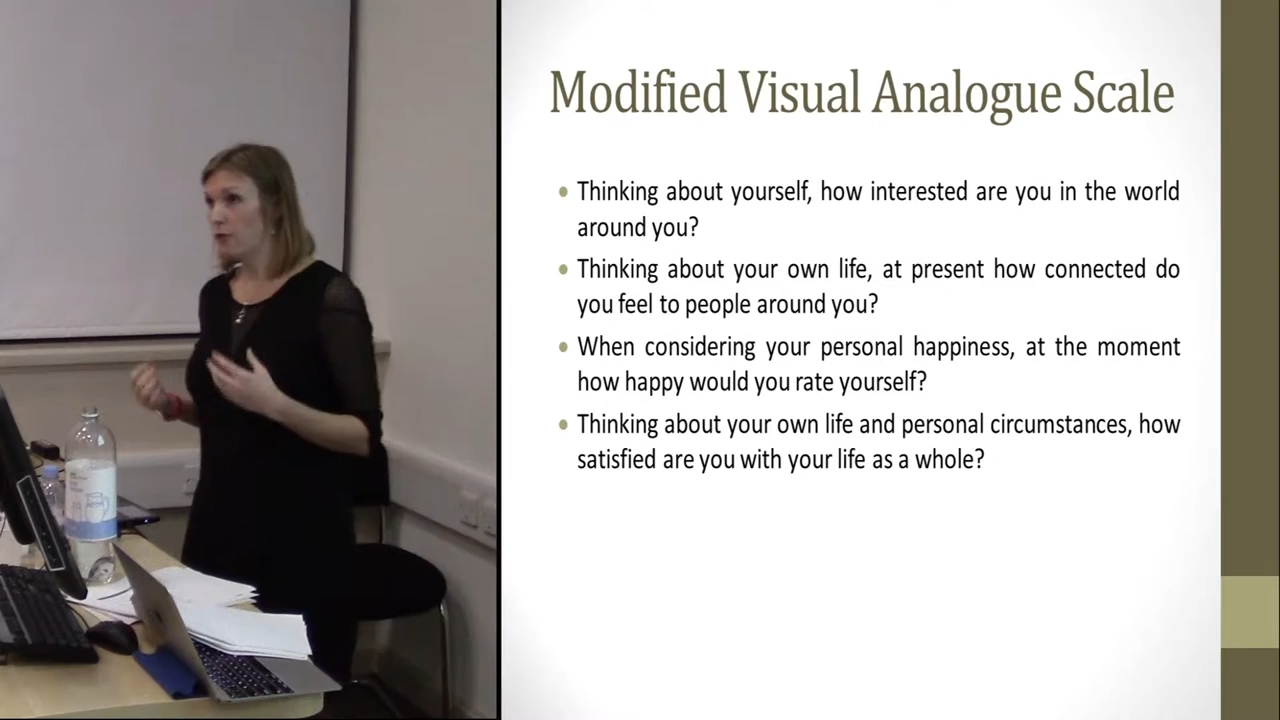 Modified Visual Analogue Scale
• Thinking about yourself, how interested are you in the world
around you?
• Thinking about your own life, at present how connected do
you feel to people around you?
• When considering your personal happiness, at the moment
how happy would you rate yourself?
• Thinking about your own life and personal circumstances, how
satisfied are you with your life as a whole?